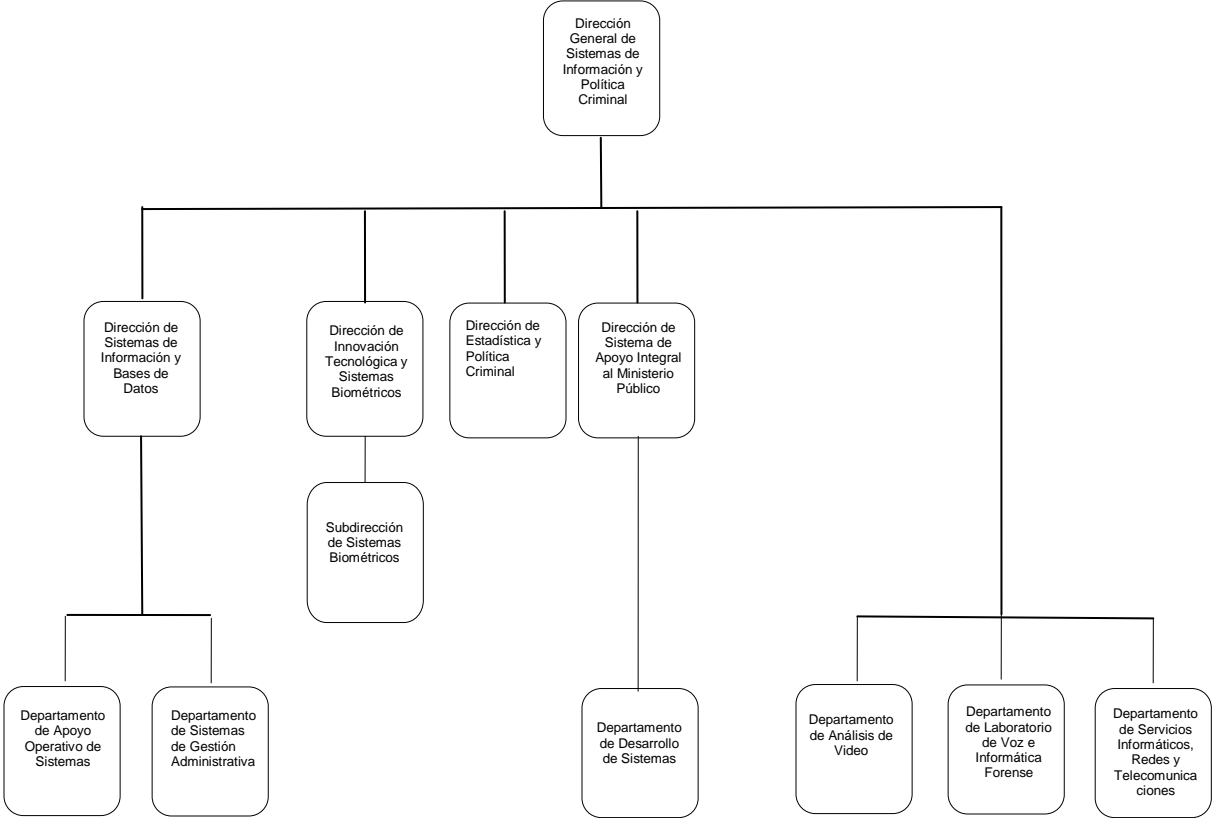 Dirección
General de
Sistemas de
Información y
Política
Criminal
Dirección de
Sistemas de
Información y
Bases de
Datos
Dirección de
Innovación
Tecnológica y
Sistemas
Biométricos
Dirección de
Estadística y
Política
Criminal
Dirección de
Sistema de
Apoyo Integral
al Ministerio
Público
Subdirección
de Sistemas
Biométricos
Departamento
de Apoyo
Operativo de
Sistemas
Departamento
de Sistemas
de Gestión
Administrativa
Departamento
de Desarrollo
de Sistemas
Departamento
de Análisis de
Video
Departamento
de Laboratorio
de Voz e
Informática
Forense
Departamento
de Servicios
Informáticos,
Redes y
Telecomunica
ciones